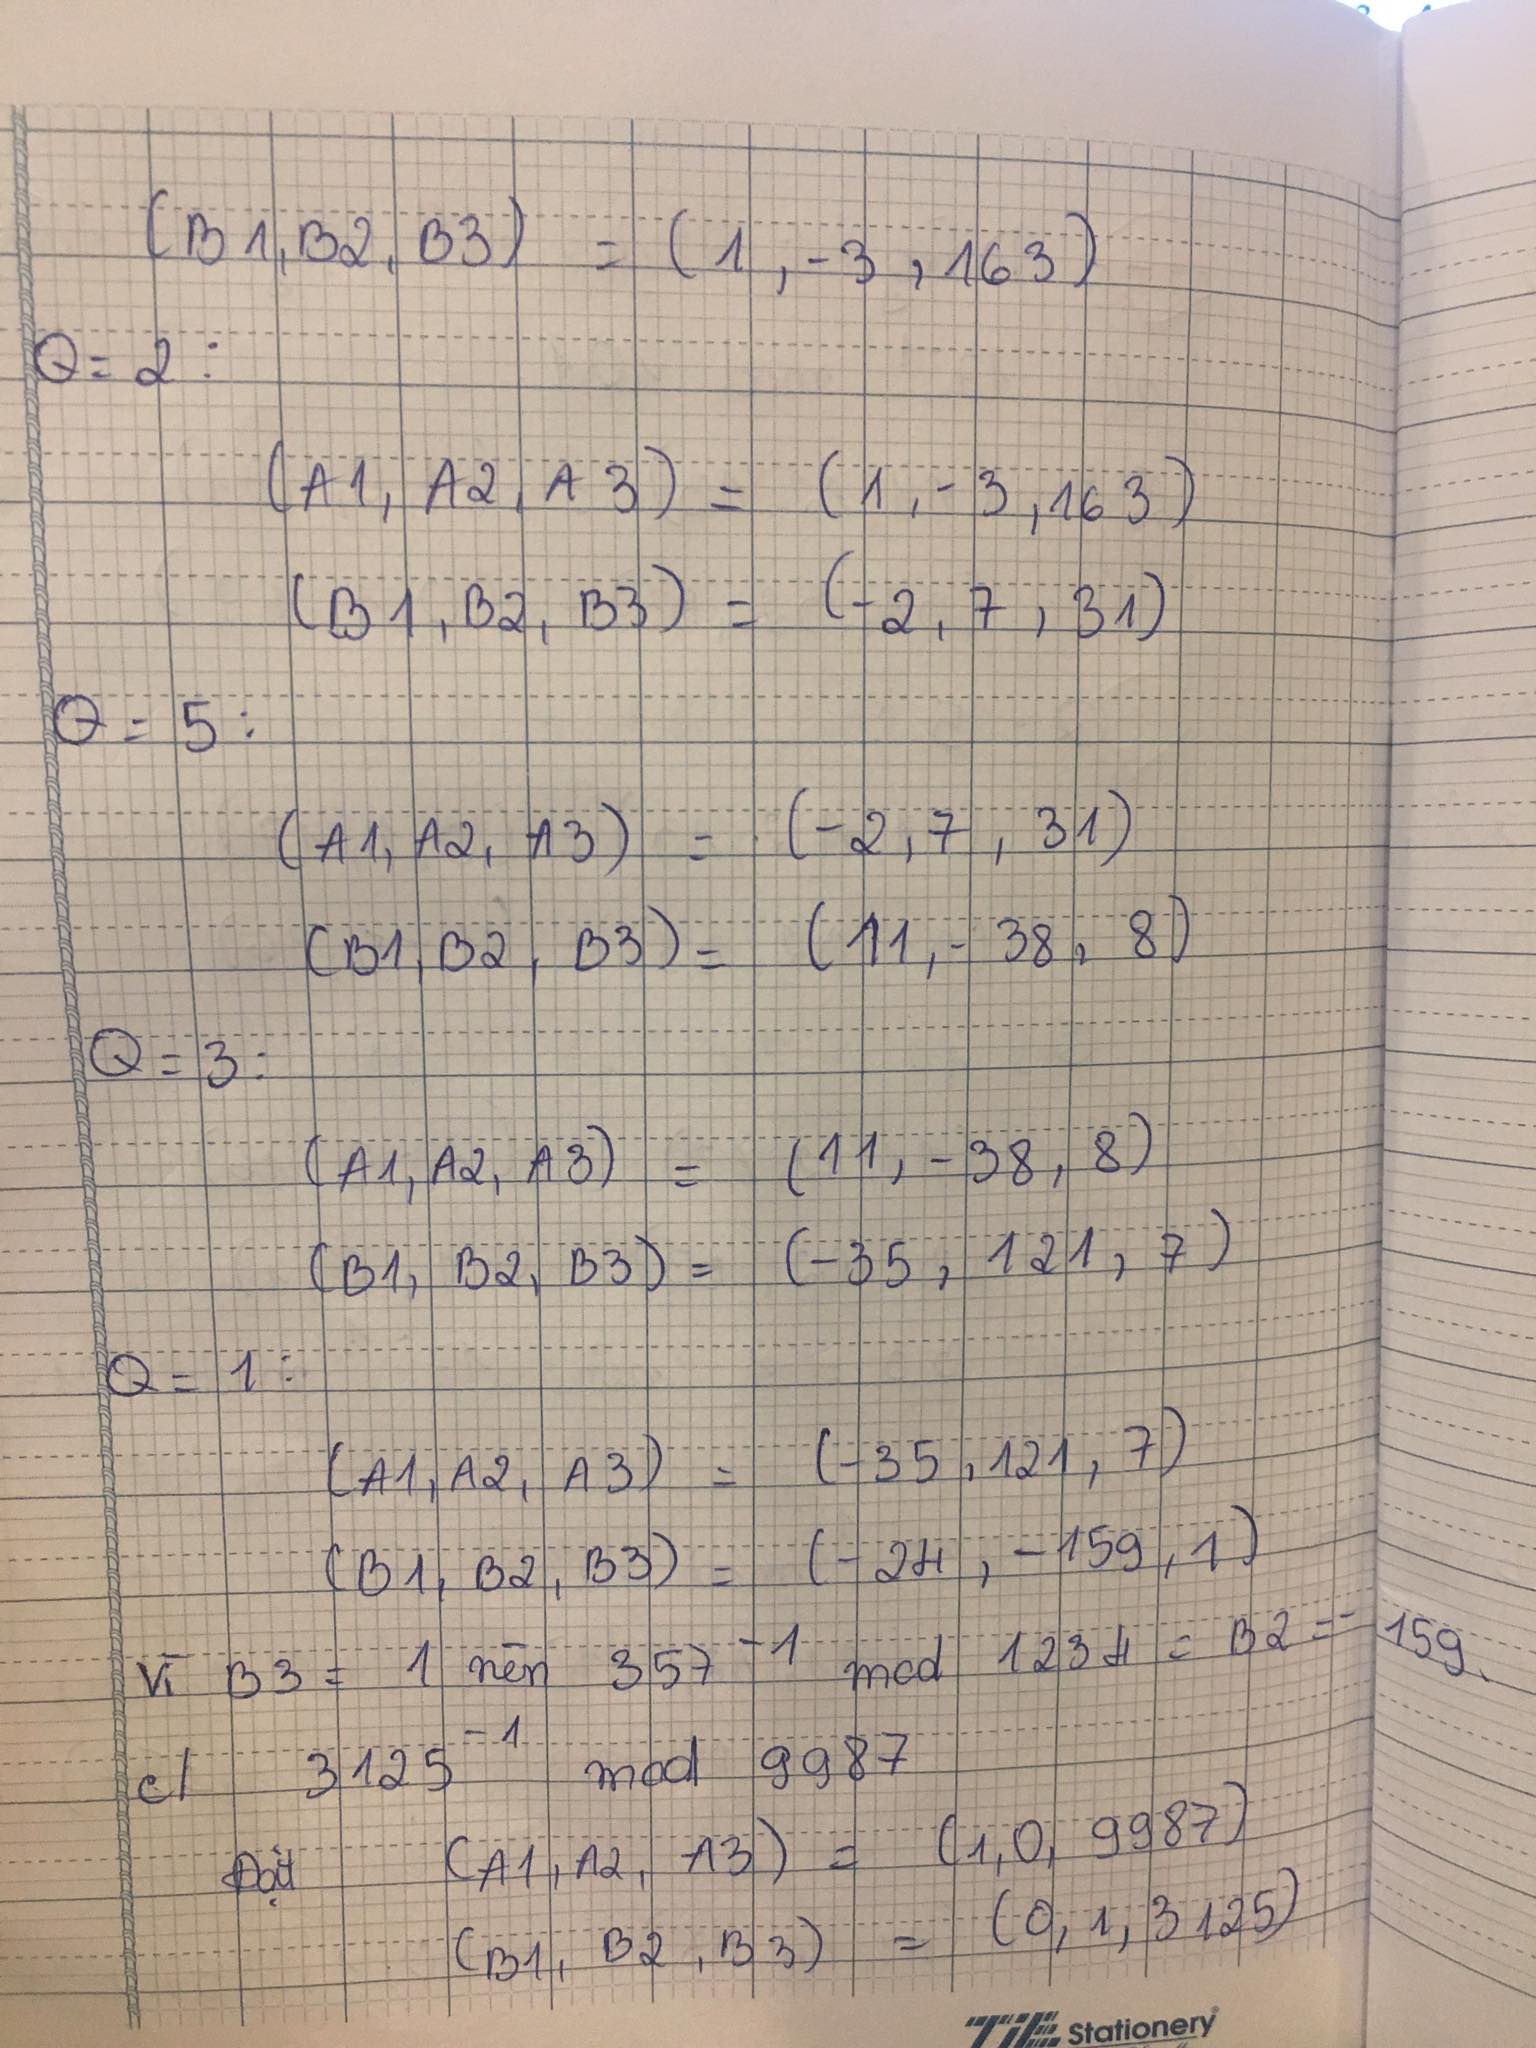 (B1, B2, B3) = (1, -3, 163)
Q = 2:
(A1, A2, A3) = (1, -3, 163)
(B1, B2, B3) = (-2, 7, 31)
Q = 5:
(A1, A2, A3) = (-2, 7, 31)
(B1, B2, B3) = (11, -38, 8)
Q = 3:
(A1, A2, A3) = (11, -38, 8)
(B1, B2, B3) = (-35, 121, 7)
Q = 1:
(A1, A2, A3) = (-35, 121, 7)
(B1, B2, B3) = (-24, -159, 1)
Vì B3 = 1 nên 357⁻¹ mod 1234 = B2 = -159.
c/ 3125⁻¹ mod 9987
Đặt (A1, A2, A3) = (1, 0, 9987)
(B1, B2, B3) = (0, 1, 3125)
TiE Stationery